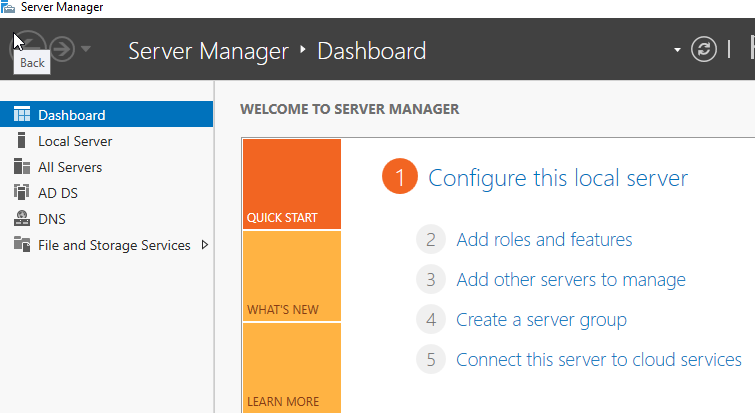 Server Manager
Server Manager ‣ Dashboard
Back
Dashboard
Local Server
All Servers
AD DS
DNS
File and Storage Services
WELCOME TO SERVER MANAGER
QUICK START
WHAT'S NEW
LEARN MORE
1 Configure this local server
2 Add roles and features
3 Add other servers to manage
4 Create a server group
5 Connect this server to cloud services